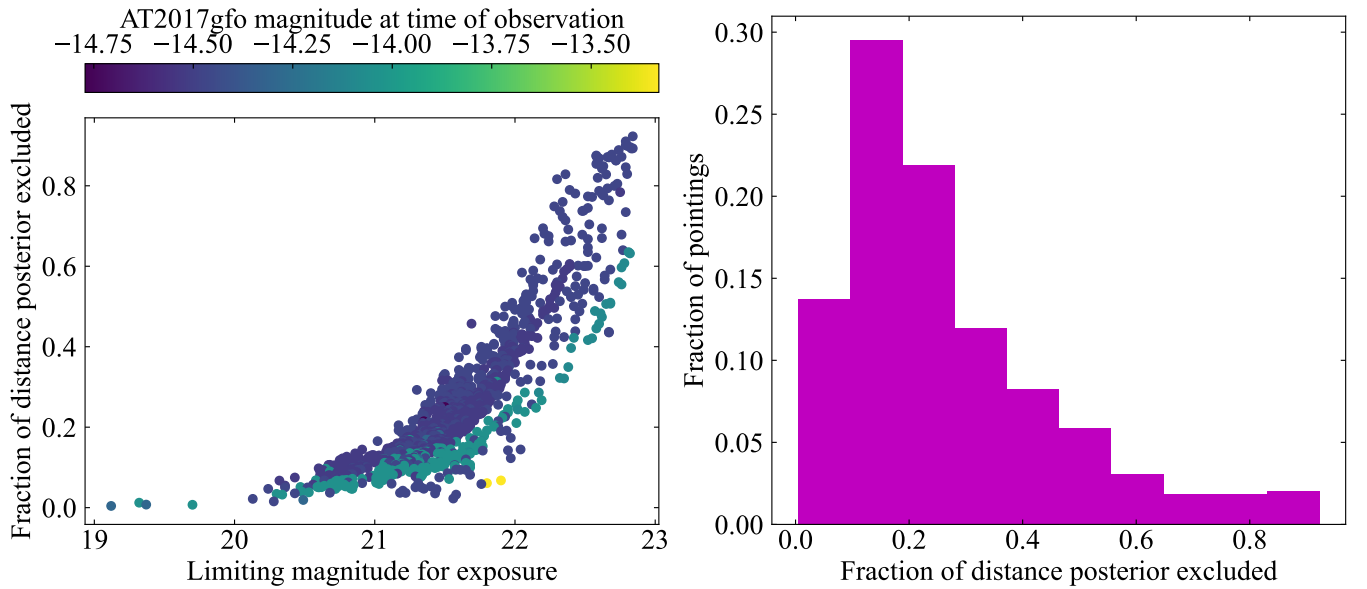 AT2017gfo magnitude at time of observation
−14.75 −14.50 −14.25 −14.00 −13.75 −13.50
Fraction of distance posterior excluded
0.8
0.6
0.4
0.2
0.0
19 20 21 22 23
Limiting magnitude for exposure
Fraction of pointings
0.30
0.25
0.20
0.15
0.10
0.05
0.00
0.0 0.2 0.4 0.6 0.8
Fraction of distance posterior excluded